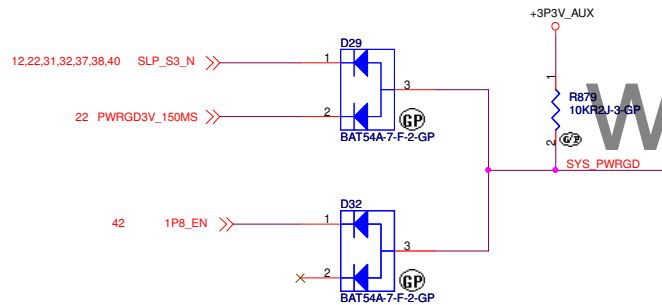 +3P3V_AUX
D29
12,22,31,32,37,38,40 SLP_S3_N 1
3
1
R879
10KR2J-3-GP
22 PWRGD3V_150MS 2
GP
BAT54A-7-F-2-GP
2
G/P
W
SYS_PWRGD
D32
42 1P8_EN 1
3
2
GP
BAT54A-7-F-2-GP